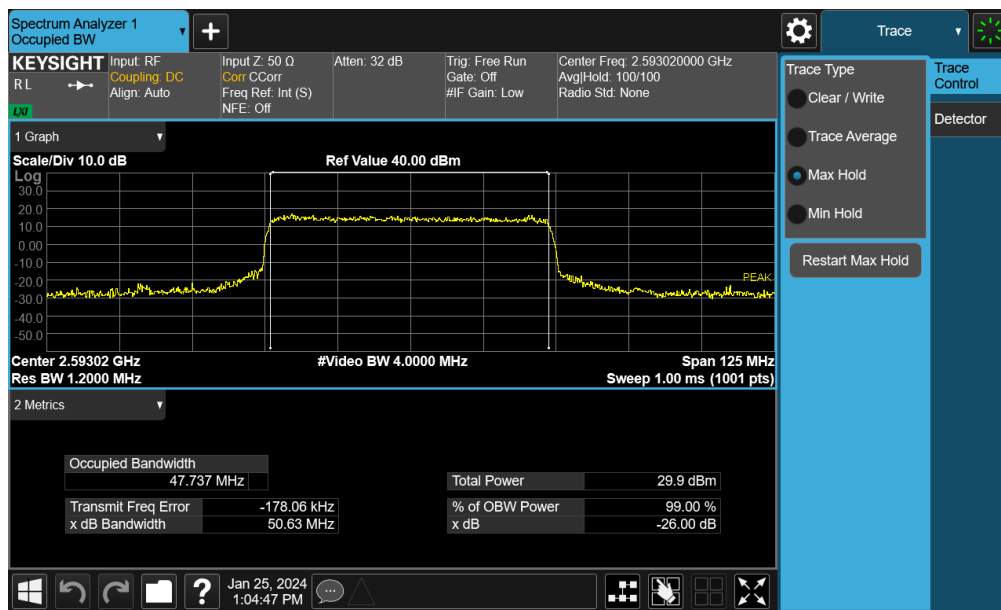 Spectrum Analyzer 1
Occupied BW
+
Trace
KEYSIGHT
R L
LXI
Input: RF
Coupling: DC
Align: Auto
Input Z: 50 Ω
Corr CCorr
Freq Ref: Int (S)
NFE: Off
Atten: 32 dB
Trig: Free Run
Gate: Off
#IF Gain: Low
Center Freq: 2.593020000 GHz
Avg|Hold: 100/100
Radio Std: None
Trace Type
Clear / Write
Trace Average
Max Hold
Min Hold
Restart Max Hold
Trace
Control
Detector
1 Graph
Scale/Div 10.0 dB
Ref Value 40.00 dBm
Log
30.0
20.0
10.0
0.00
-10.0
-20.0
-30.0
-40.0
-50.0
PEAK
Center 2.59302 GHz
#Video BW 4.0000 MHz
Span 125 MHz
Res BW 1.2000 MHz
Sweep 1.00 ms (1001 pts)
2 Metrics
Occupied Bandwidth
47.737 MHz
Total Power 29.9 dBm
Transmit Freq Error -178.06 kHz
% of OBW Power 99.00 %
x dB Bandwidth 50.63 MHz
x dB -26.00 dB
?
Jan 25, 2024
1:04:47 PM